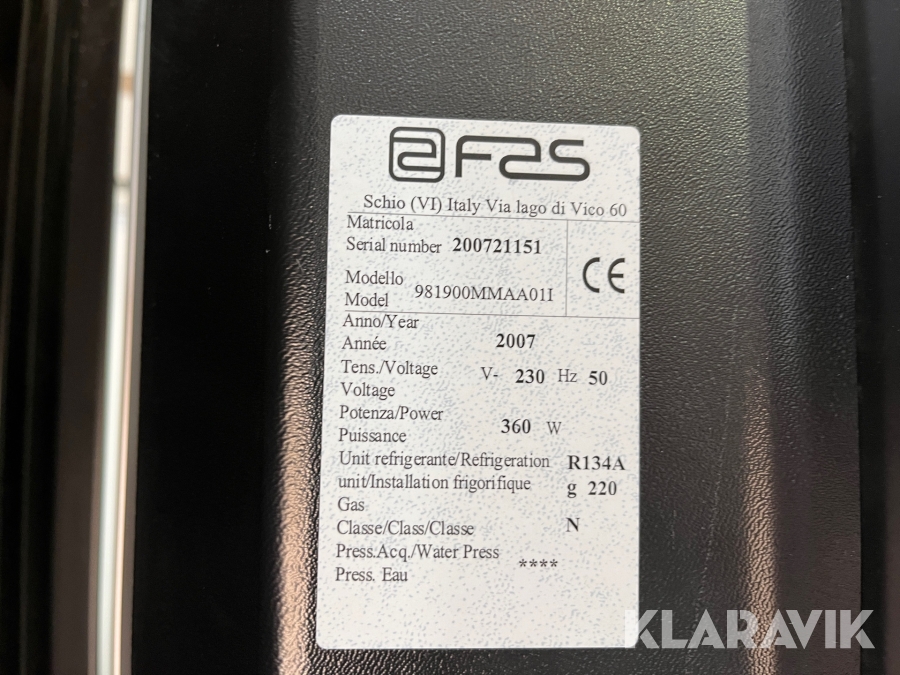 a FAS
Schio (VI) Italy Via lago di Vico 60
Matricola
Serial number 200721151
CE
Modello
Model 981900MMAA01I
Anno/Year
Année 2007
Tens./Voltage V- 230 Hz 50
Voltage
Potenza/Power
Puissance 360 W
Unit refrigerante/Refrigeration R134A
unit/Installation frigorifique g 220
Gas
Classe/Class/Classe N
Press.Acq./Water Press ****
Press. Eau
KLARAVIK